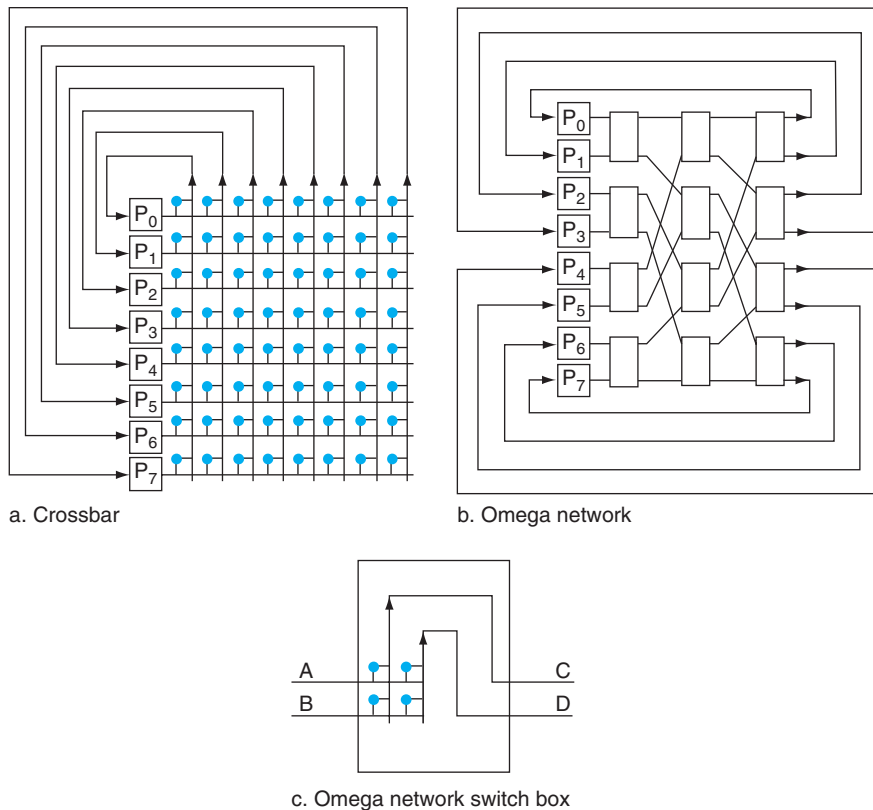 P0
P1
P2
P3
P4
P5
P6
P7
a. Crossbar
P0
P1
P2
P3
P4
P5
P6
P7
b. Omega network
A
B
C
D
c. Omega network switch box